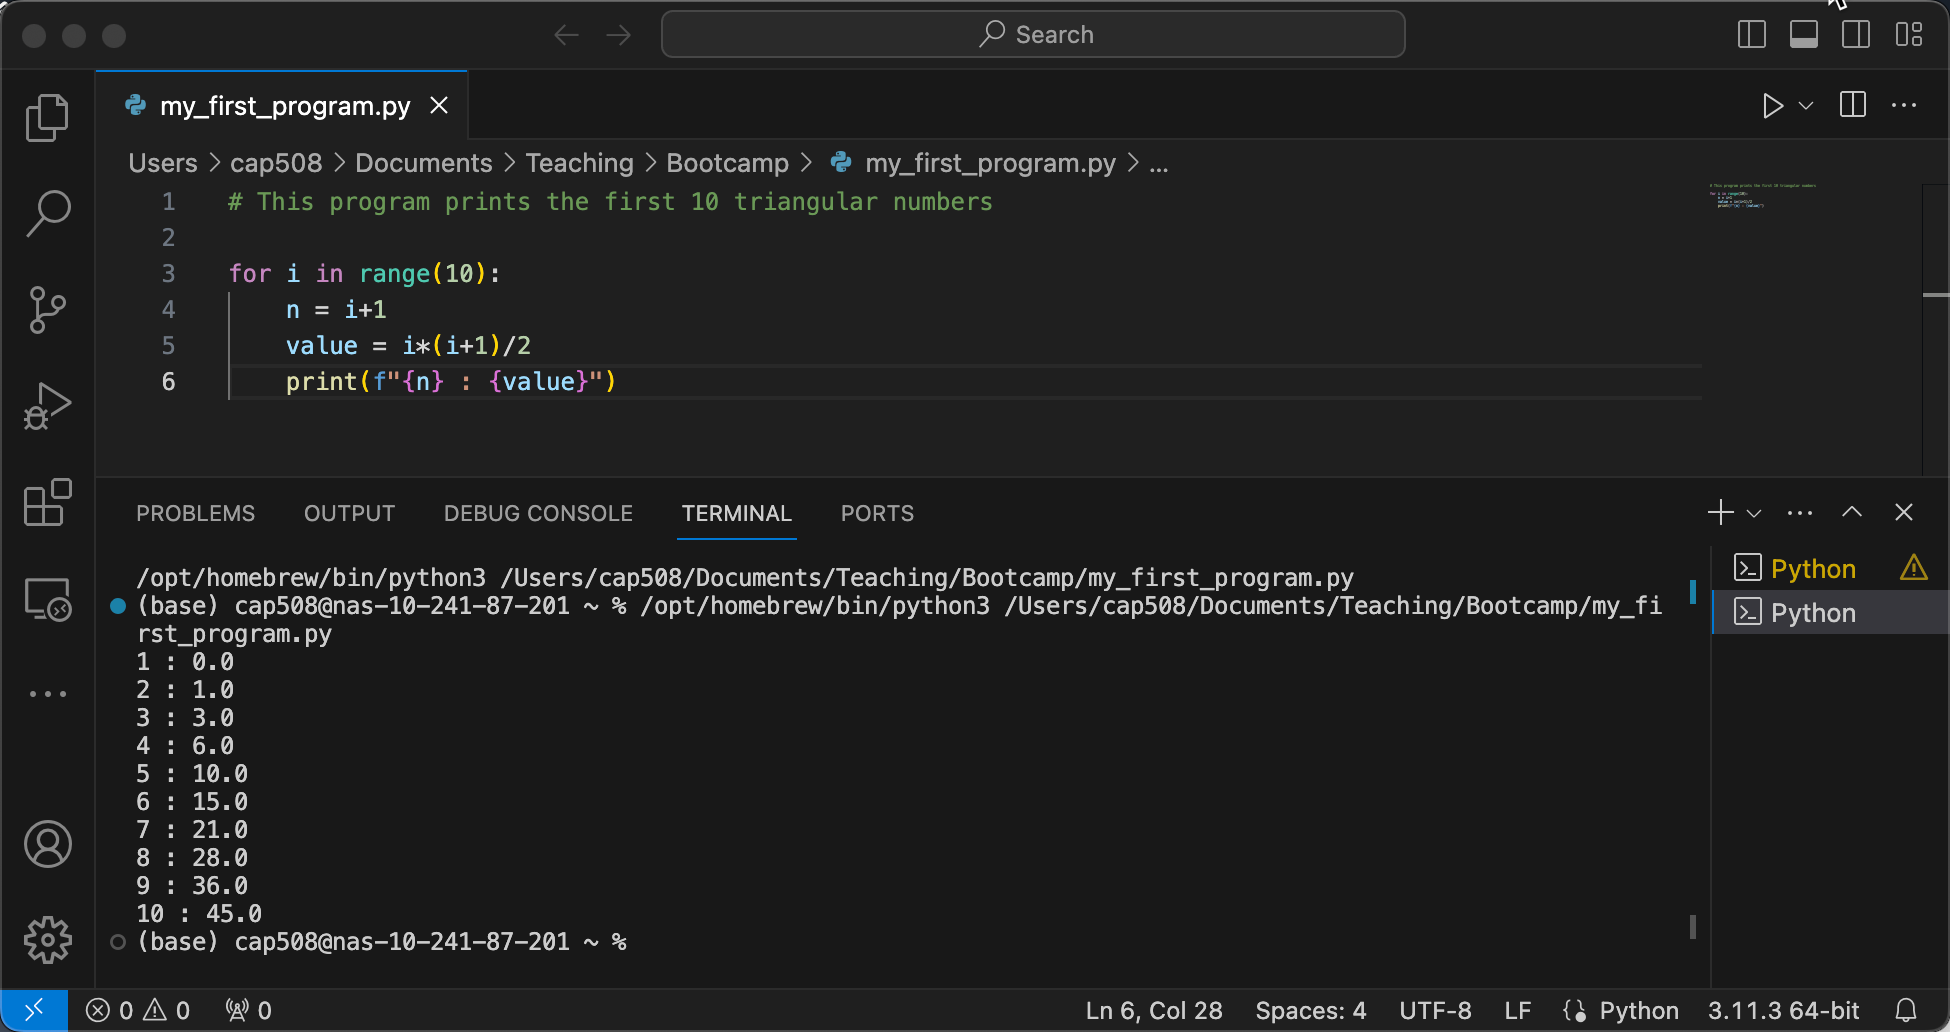 Search
my_first_program.py
Users > cap508 > Documents > Teaching > Bootcamp > my_first_program.py > ...
1 # This program prints the first 10 triangular numbers
2
3 for i in range(10):
4     n = i+1
5     value = i*(i+1)/2
6     print(f"{n} : {value}")
PROBLEMS OUTPUT DEBUG CONSOLE TERMINAL PORTS
/opt/homebrew/bin/python3 /Users/cap508/Documents/Teaching/Bootcamp/my_first_program.py
(base) cap508@nas-10-241-87-201 ~ % /opt/homebrew/bin/python3 /Users/cap508/Documents/Teaching/Bootcamp/my_fi
rst_program.py
1 : 0.0
2 : 1.0
3 : 3.0
4 : 6.0
5 : 10.0
6 : 15.0
7 : 21.0
8 : 28.0
9 : 36.0
10 : 45.0
(base) cap508@nas-10-241-87-201 ~ %
Python
Python
0 0 0 Ln 6, Col 28 Spaces: 4 UTF-8 LF {} Python 3.11.3 64-bit